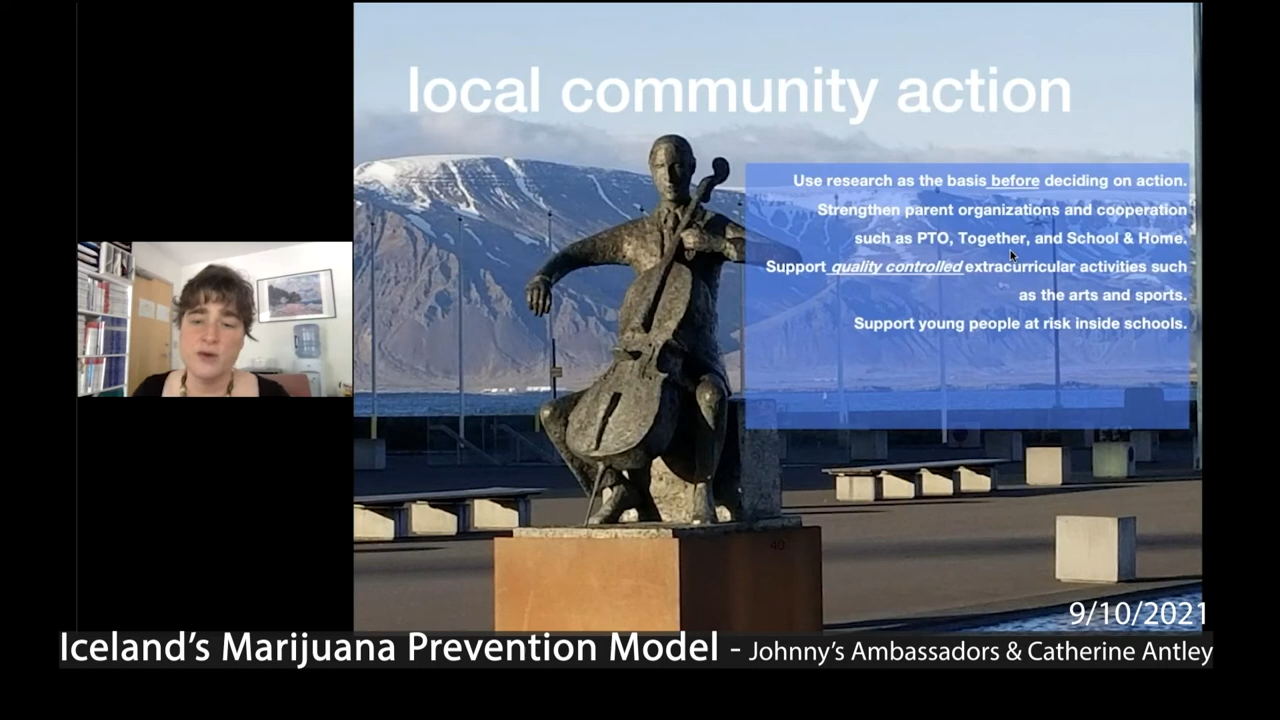 local community action
Use research as the basis before deciding on action.
Strengthen parent organizations and cooperation
such as PTO, Together, and School & Home.
Support quality controlled extracurricular activities such
as the arts and sports.
Support young people at risk inside schools.
40
9/10/2021
Iceland's Marijuana Prevention Model - Johnny's Ambassadors & Catherine Antley